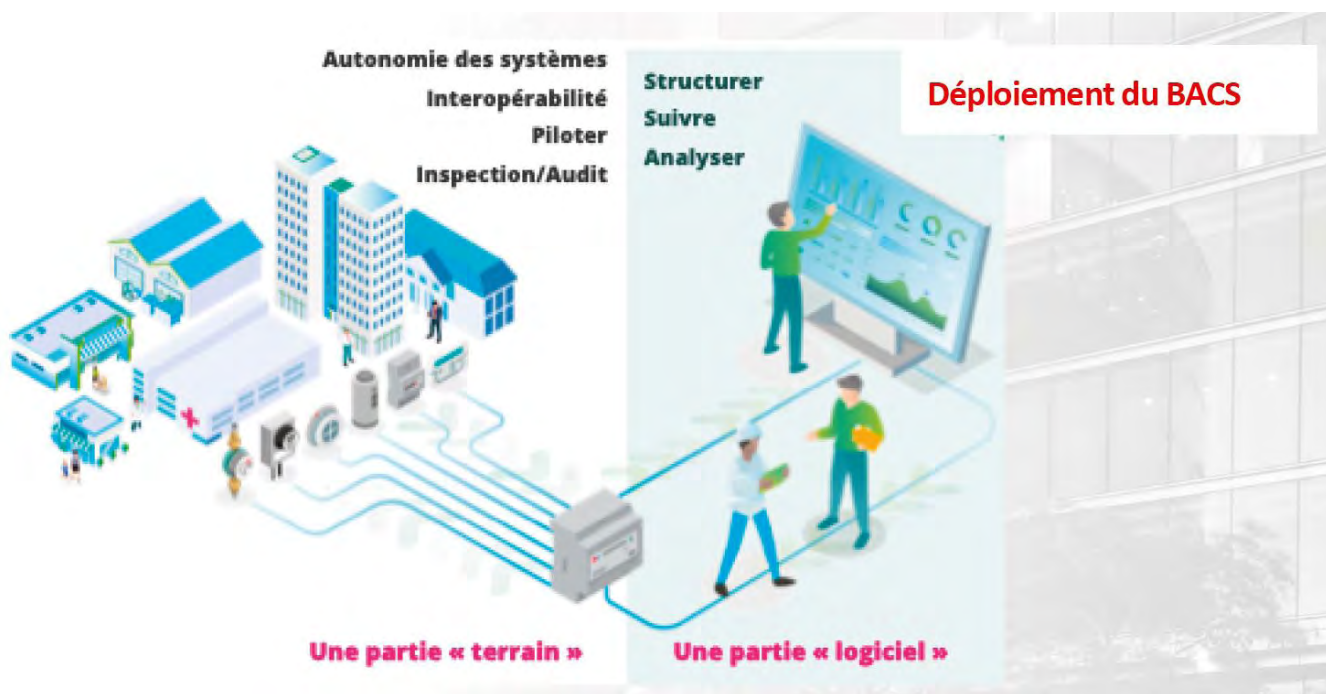 Autonomie des systèmes
Interopérabilité
Piloter
Inspection/Audit
Structurer
Suivre
Analyser
Déploiement du BACS
Une partie « terrain »
Une partie « logiciel »